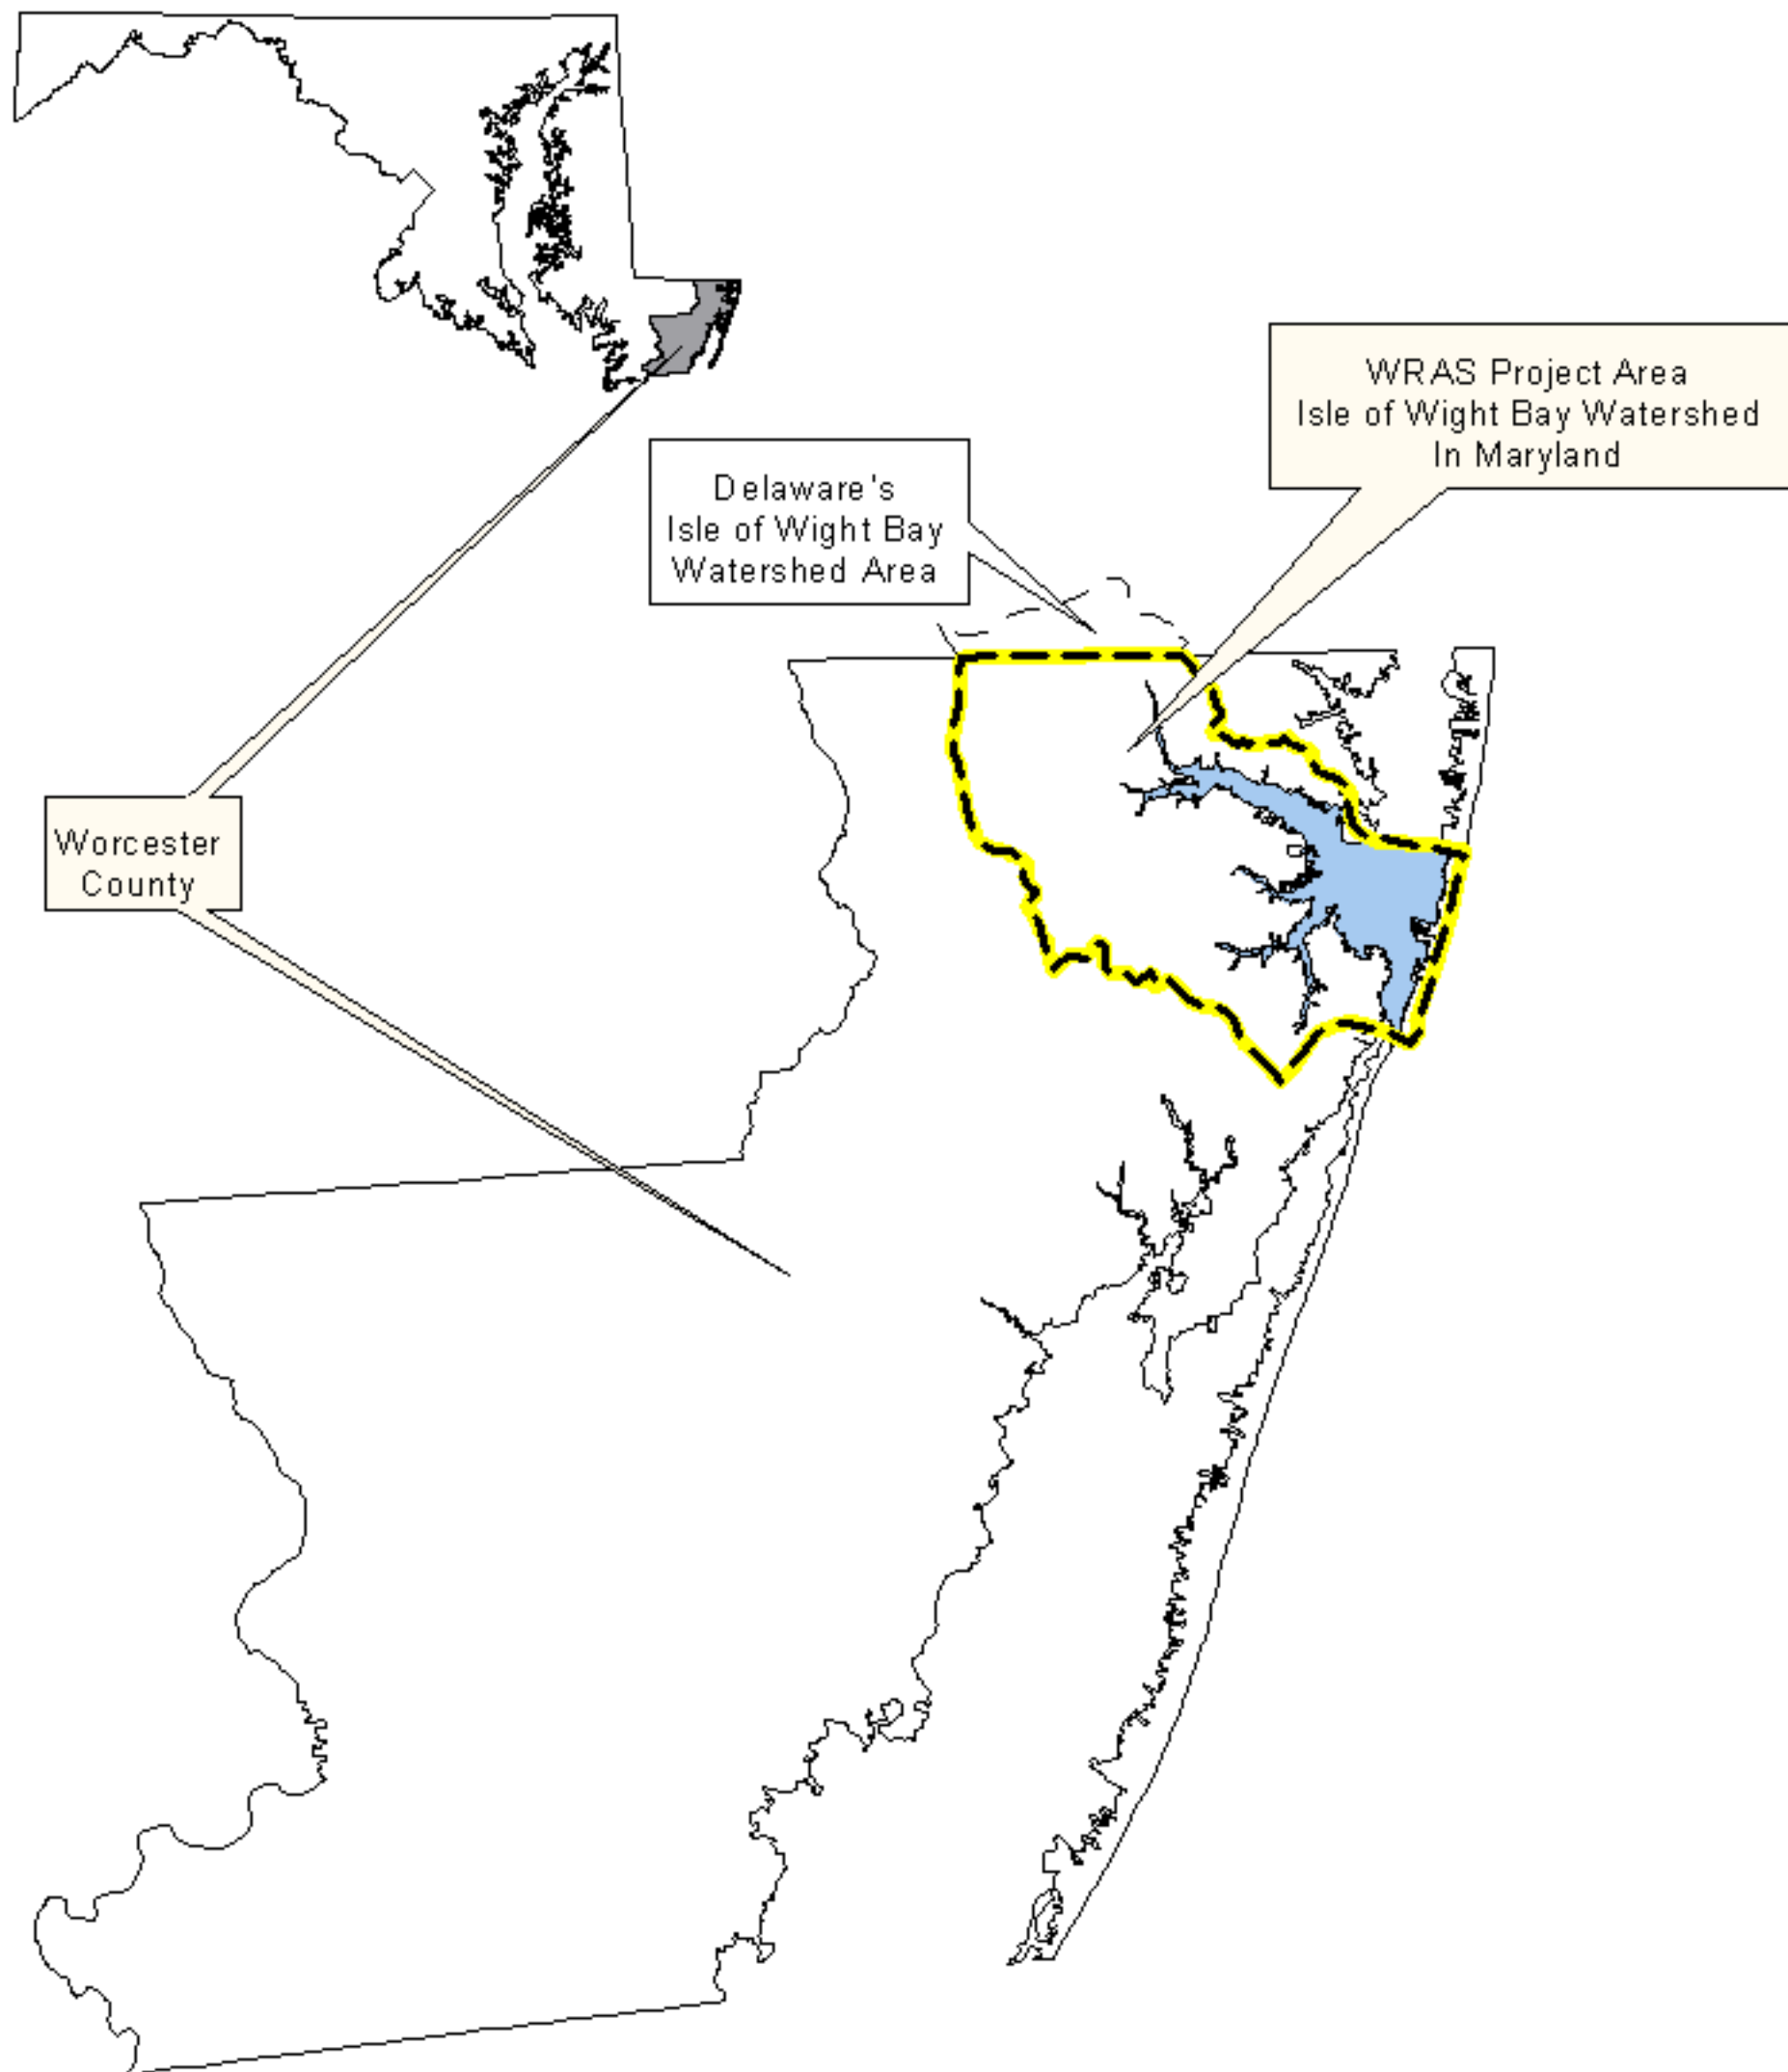 WRAS Project Area
Isle of Wight Bay Watershed
In Maryland
Delaware's
Isle of Wight Bay
Watershed Area
Worcester
County